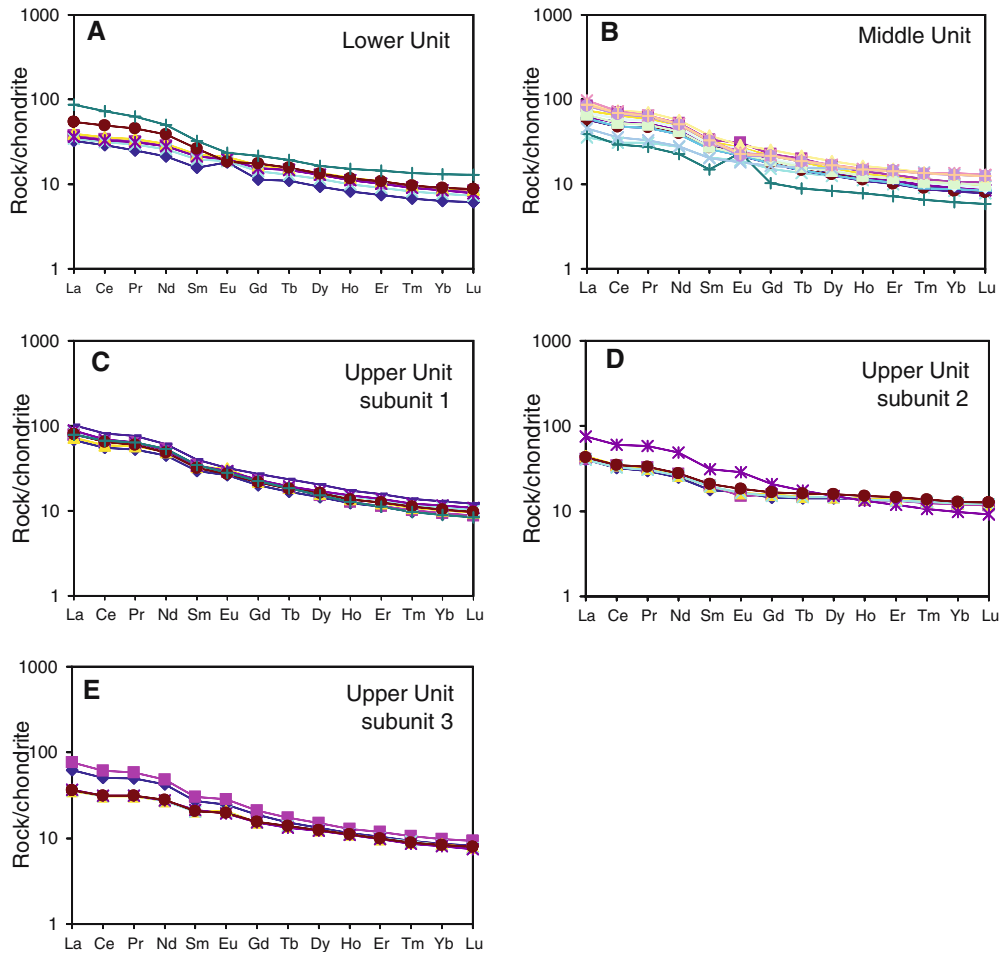 A
Lower Unit
1000
100
10
1
Rock/chondrite
La Ce Pr Nd Sm Eu Gd Tb Dy Ho Er Tm Yb Lu
B
Middle Unit
1000
100
10
1
Rock/chondrite
La Ce Pr Nd Sm Eu Gd Tb Dy Ho Er Tm Yb Lu
C
Upper Unit
subunit 1
1000
100
10
1
Rock/chondrite
La Ce Pr Nd Sm Eu Gd Tb Dy Ho Er Tm Yb Lu
D
Upper Unit
subunit 2
1000
100
10
1
Rock/chondrite
La Ce Pr Nd Sm Eu Gd Tb Dy Ho Er Tm Yb Lu
E
Upper Unit
subunit 3
1000
100
10
1
Rock/chondrite
La Ce Pr Nd Sm Eu Gd Tb Dy Ho Er Tm Yb Lu